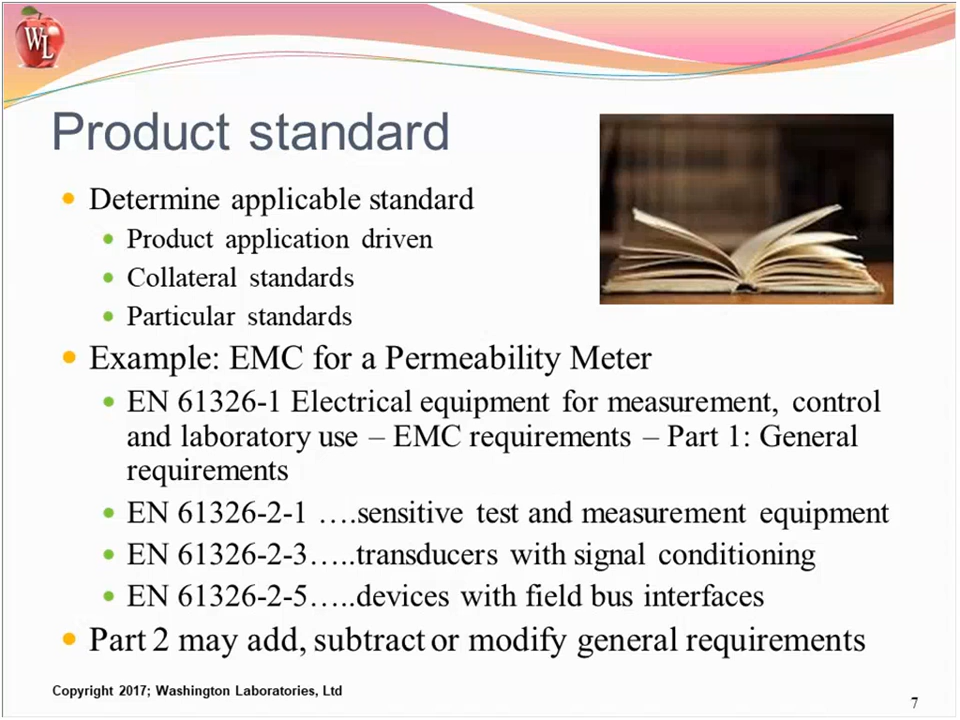 WL
Product standard
Determine applicable standard
Product application driven
Collateral standards
Particular standards
Example: EMC for a Permeability Meter
EN 61326-1 Electrical equipment for measurement, control
and laboratory use – EMC requirements – Part 1: General
requirements
EN 61326-2-1 ….sensitive test and measurement equipment
EN 61326-2-3…..transducers with signal conditioning
EN 61326-2-5…..devices with field bus interfaces
Part 2 may add, subtract or modify general requirements
Copyright 2017; Washington Laboratories, Ltd
7